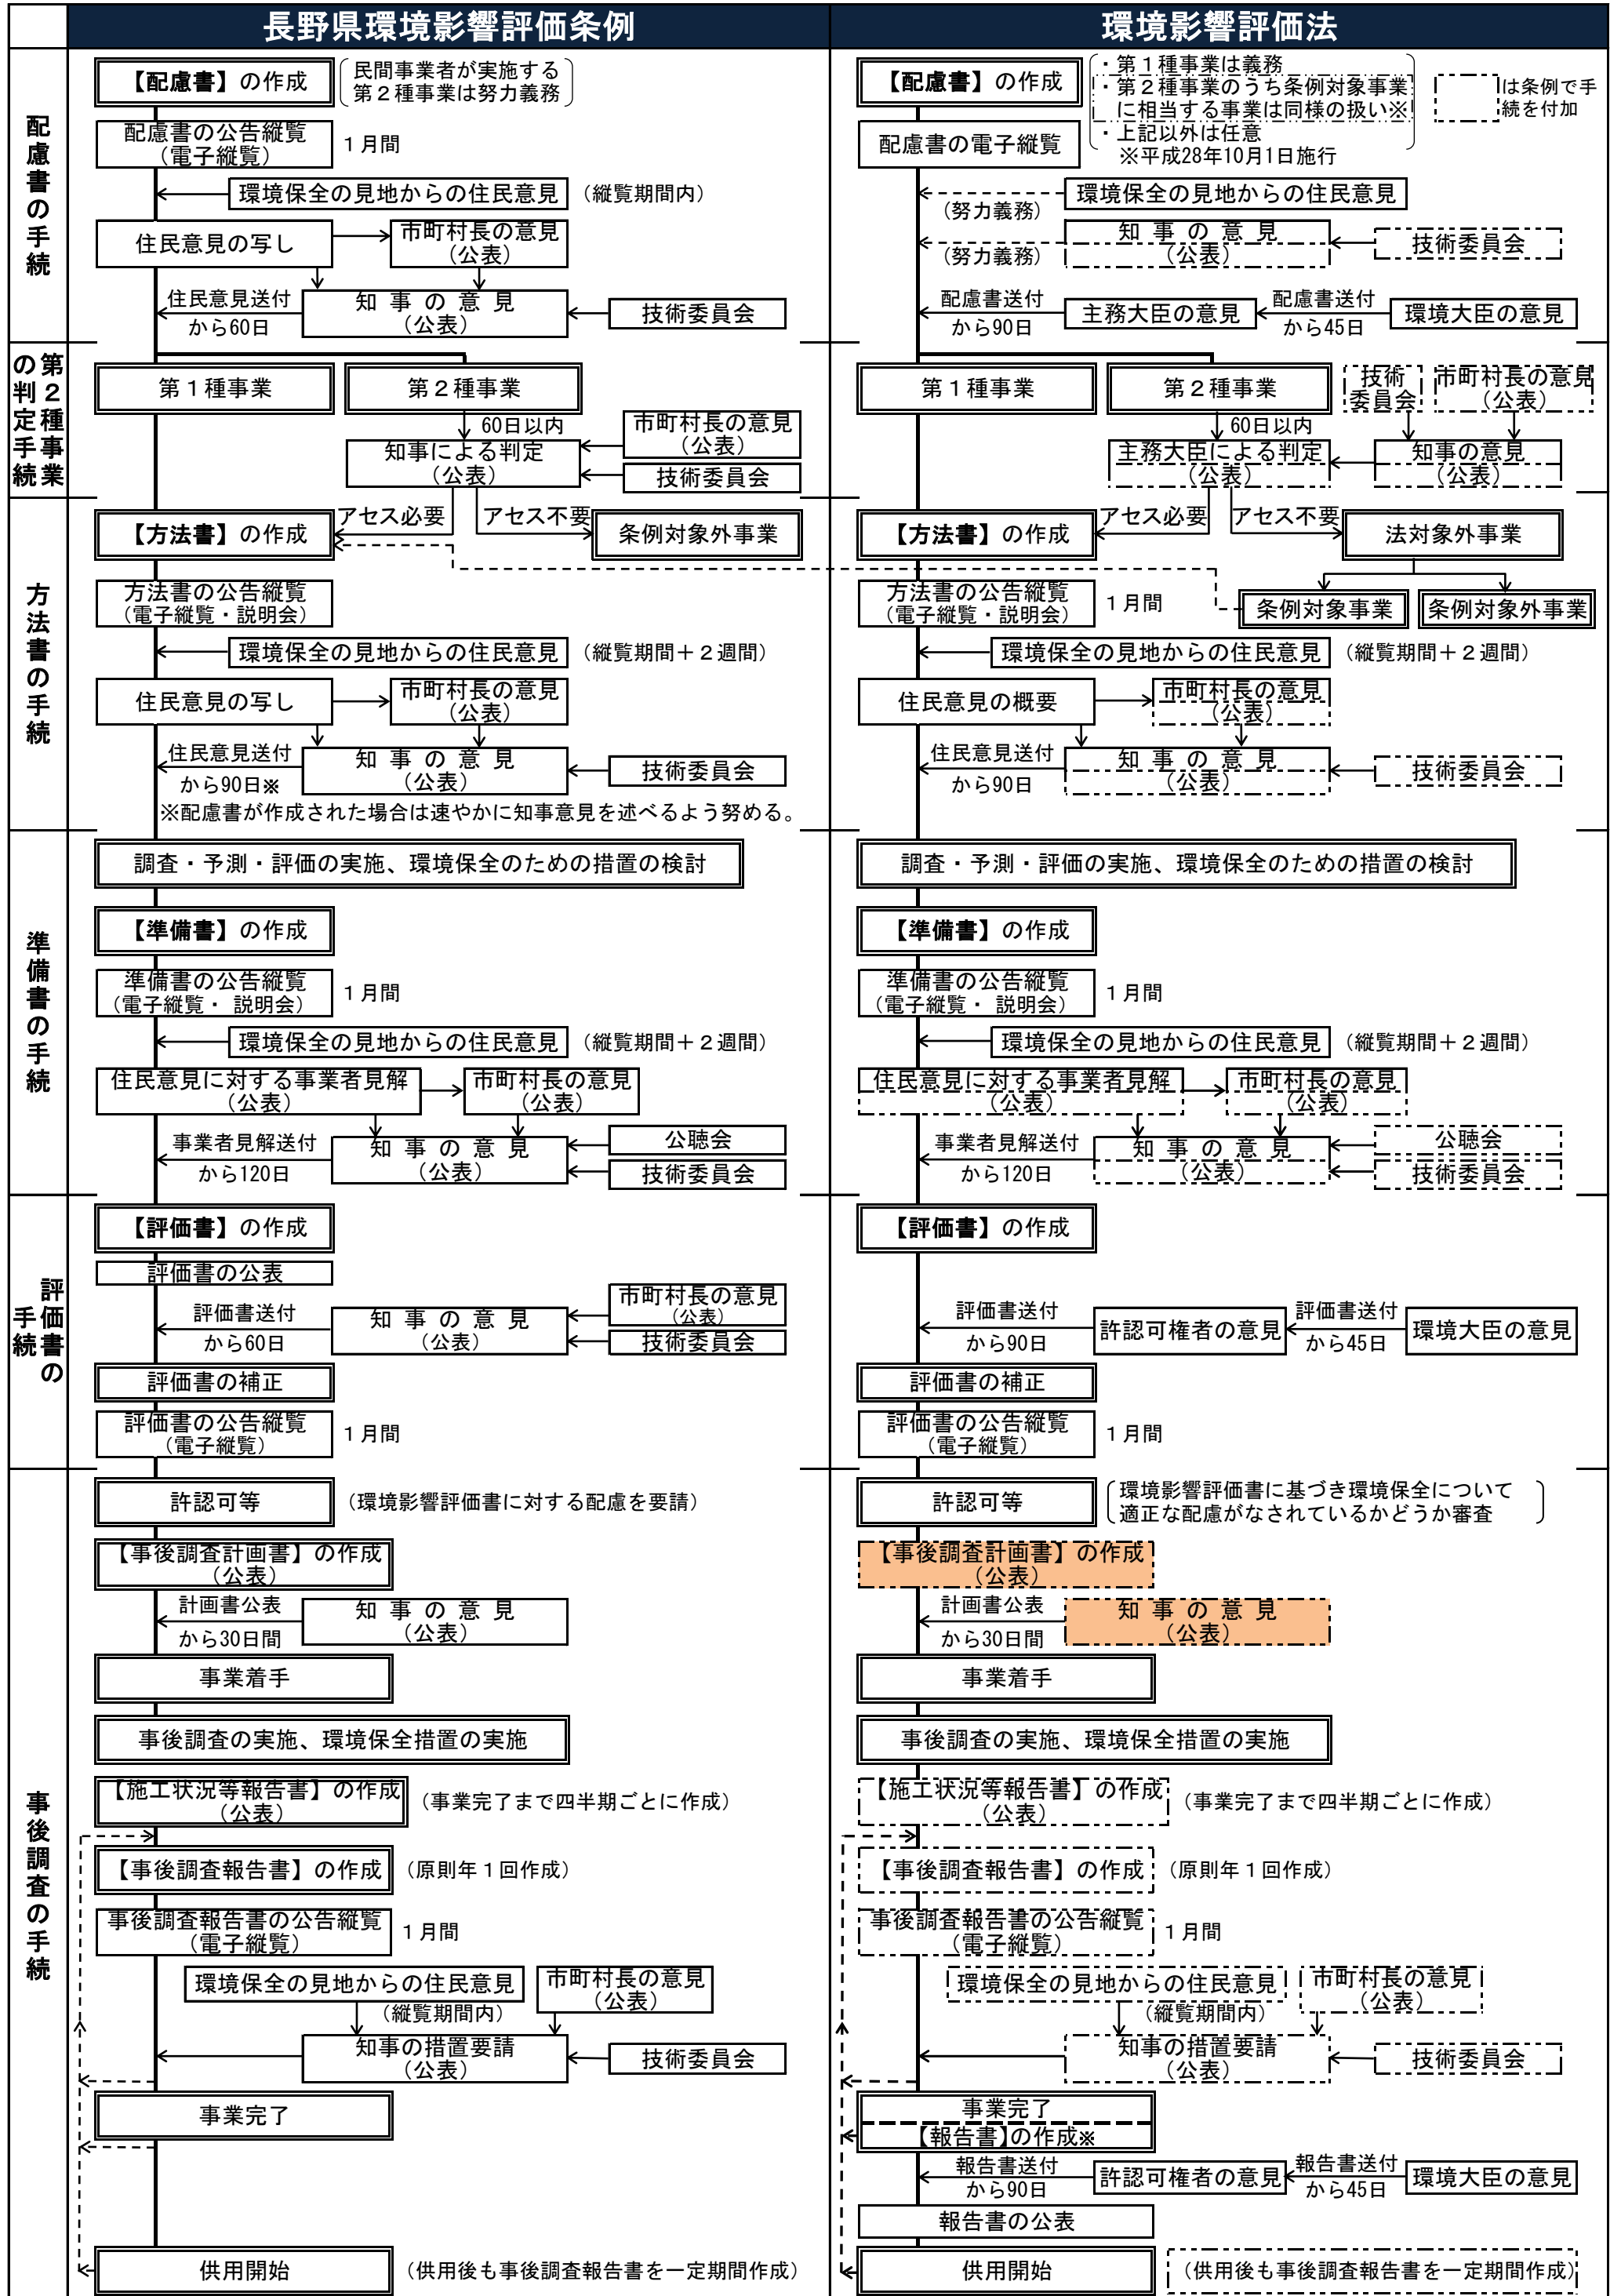 長野県環境影響評価条例
環境影響評価法
配慮書の手続
【配慮書】の作成
民間事業者が実施する
第２種事業は努力義務
配慮書の公告縦覧
（電子縦覧）
１月間
環境保全の見地からの住民意見
（縦覧期間内）
住民意見の写し
市町村長の意見
（公表）
住民意見送付
から60日
知 事 の 意 見
（公表）
技術委員会
【配慮書】の作成
・第１種事業は義務
・第２種事業のうち条例対象事業
に相当する事業は同様の扱い※
・上記以外は任意
※平成28年10月1日施行
は条例で手
続を付加
配慮書の電子縦覧
環境保全の見地からの住民意見
（努力義務）
知 事 の 意 見
（公表）
技術委員会
（努力義務）
配慮書送付
から90日
主務大臣の意見
配慮書送付
から45日
環境大臣の意見
第２種事業
の判定手続
第１種事業
第２種事業
60日以内
知事による判定
（公表）
市町村長の意見
（公表）
技術委員会
第１種事業
第２種事業
技術
委員会
市町村長の意見
（公表）
60日以内
主務大臣による判定
（公表）
知事の意見
（公表）
方法書の手続
【方法書】の作成
アセス必要
アセス不要
条例対象外事業
方法書の公告縦覧
（電子縦覧・説明会）
環境保全の見地からの住民意見
（縦覧期間＋２週間）
住民意見の写し
市町村長の意見
（公表）
住民意見送付
から90日※
知 事 の 意 見
（公表）
技術委員会
※配慮書が作成された場合は速やかに知事意見を述べるよう努める。
【方法書】の作成
アセス必要
アセス不要
法対象外事業
条例対象事業
条例対象外事業
方法書の公告縦覧
（電子縦覧・説明会）
１月間
環境保全の見地からの住民意見
（縦覧期間＋２週間）
住民意見の概要
市町村長の意見
（公表）
住民意見送付
から90日
知 事 の 意 見
（公表）
技術委員会
準備書の手続
調査・予測・評価の実施、環境保全のための措置の検討
【準備書】の作成
準備書の公告縦覧
（電子縦覧・ 説明会）
１月間
環境保全の見地からの住民意見
（縦覧期間＋２週間）
住民意見に対する事業者見解
（公表）
市町村長の意見
（公表）
事業者見解送付
から120日
知 事 の 意 見
（公表）
公聴会
技術委員会
調査・予測・評価の実施、環境保全のための措置の検討
【準備書】の作成
準備書の公告縦覧
（電子縦覧・ 説明会）
１月間
環境保全の見地からの住民意見
（縦覧期間＋２週間）
住民意見に対する事業者見解
（公表）
市町村長の意見
（公表）
事業者見解送付
から120日
知 事 の 意 見
（公表）
公聴会
技術委員会
評価書の
手続
【評価書】の作成
評価書の公表
評価書送付
から60日
知 事 の 意 見
（公表）
市町村長の意見
（公表）
技術委員会
評価書の補正
評価書の公告縦覧
（電子縦覧）
１月間
【評価書】の作成
評価書送付
から90日
許認可権者の意見
評価書送付
から45日
環境大臣の意見
評価書の補正
評価書の公告縦覧
（電子縦覧）
１月間
事後調査の手続
許認可等
（環境影響評価書に対する配慮を要請）
【事後調査計画書】の作成
（公表）
計画書公表
から30日間
知 事 の 意 見
（公表）
事業着手
事後調査の実施、環境保全措置の実施
【施工状況等報告書】の作成
（公表）
（事業完了まで四半期ごとに作成）
【事後調査報告書】の作成
（原則年１回作成）
事後調査報告書の公告縦覧
（電子縦覧）
１月間
環境保全の見地からの住民意見
（縦覧期間内）
市町村長の意見
（公表）
知事の措置要請
（公表）
技術委員会
事業完了
供用開始
（供用後も事後調査報告書を一定期間作成）
許認可等
環境影響評価書に基づき環境保全について
適正な配慮がなされているかどうか審査
【事後調査計画書】の作成
（公表）
計画書公表
から30日間
知 事 の 意 見
（公表）
事業着手
事後調査の実施、環境保全措置の実施
【施工状況等報告書】の作成
（公表）
（事業完了まで四半期ごとに作成）
【事後調査報告書】の作成
（原則年１回作成）
事後調査報告書の公告縦覧
（電子縦覧）
１月間
環境保全の見地からの住民意見
（縦覧期間内）
市町村長の意見
（公表）
知事の措置要請
（公表）
技術委員会
事業完了
【報告書】の作成※
報告書送付
から90日
許認可権者の意見
報告書送付
から45日
環境大臣の意見
報告書の公表
供用開始
（供用後も事後調査報告書を一定期間作成）